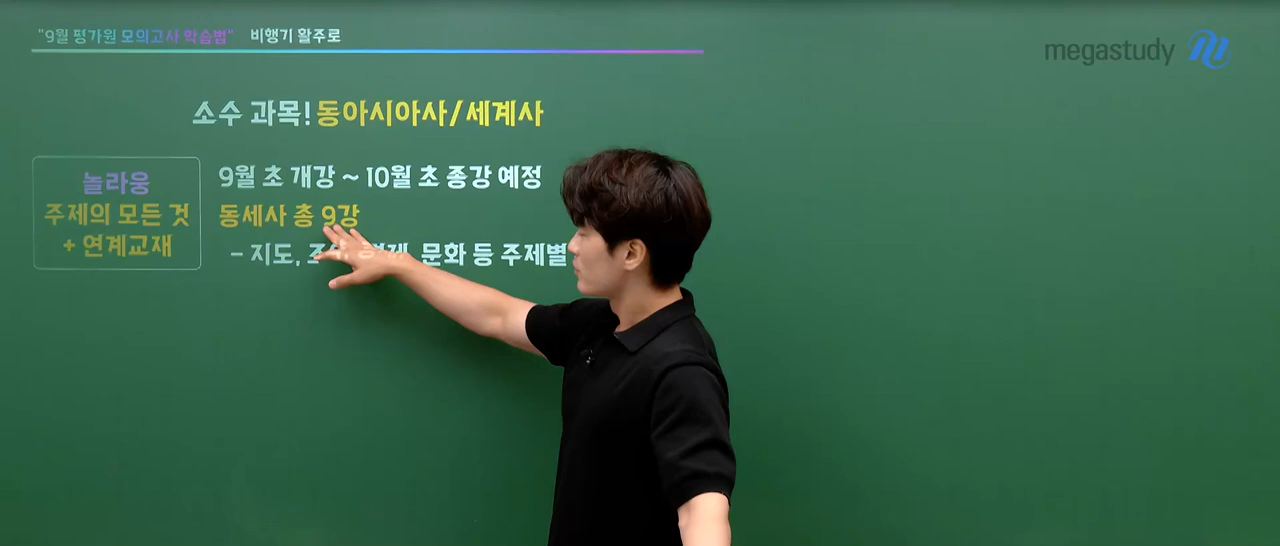 "9월 평가원 모의고사 학습법" 비행기 활주로
megastudy
소수 과목! 동아시아사/세계사
놀라웅
주제의 모든 것
+ 연계교재
9월 초 개강 ~ 10월 초 종강 예정
동세사 총 9강
- 지도, 문화 등 주제별